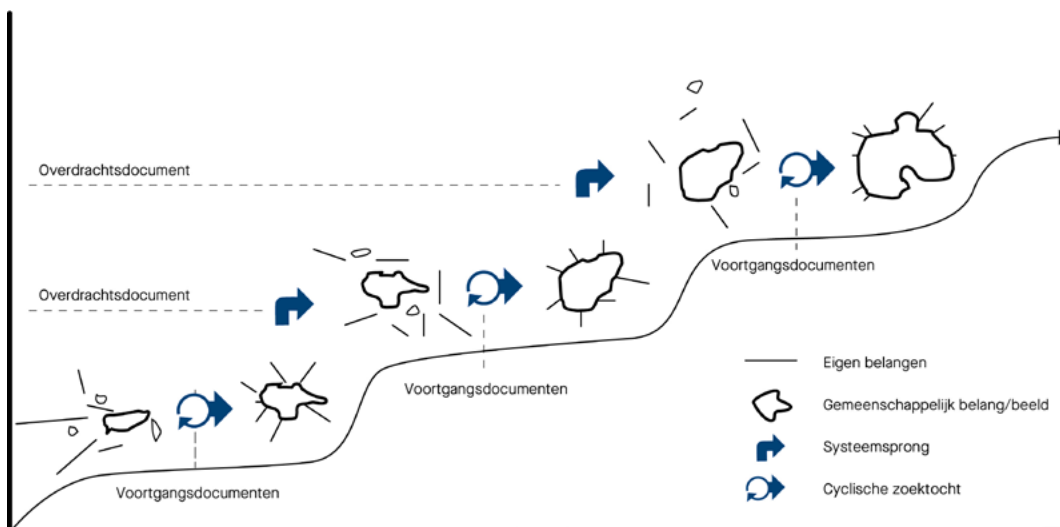 Overdrachtsdocument
Voortgangsdocumenten
Overdrachtsdocument
Voortgangsdocumenten
Voortgangsdocumenten
Eigen belangen
Gemeenschappelijk belang/beeld
Systeemsprong
Cyclische zoektocht